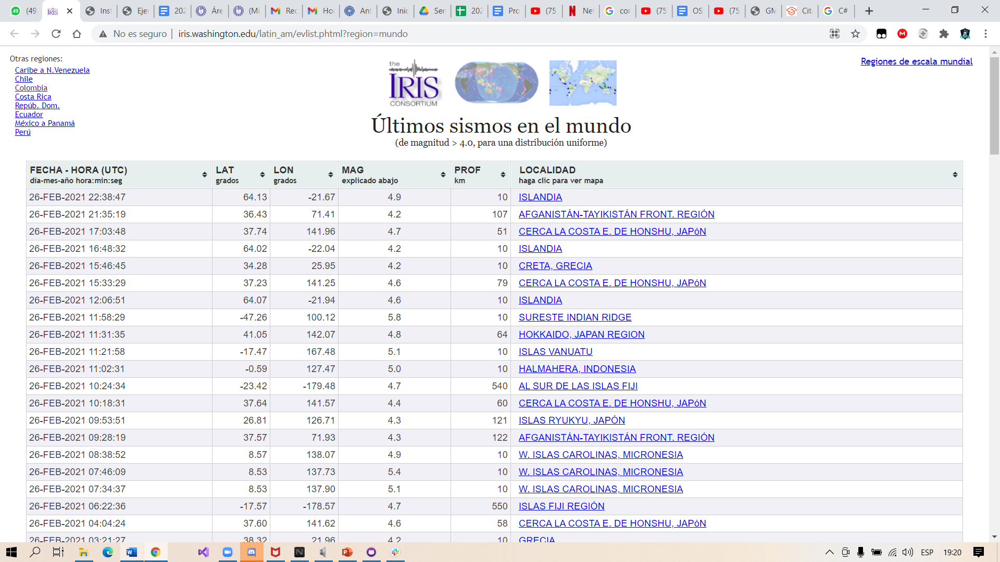 (49
Inst
Ejer
202
Áre
(Mi
Rec
Ho
Ant
Inic
Ser
202
Pro
(75
Net
cor
(75
OS
(75
GM
Cit
C#
No es seguro | iris.washington.edu/latin_am/evlist.phtml?region=mundo
Otras regiones:
Caribe a N.Venezuela
Chile
Colombia
Costa Rica
Repúb. Dom.
Ecuador
México a Panamá
Perú
the
IRIS
CONSORTIUM
Regiones de escala mundial
Últimos sismos en el mundo
(de magnitud > 4.0, para una distribución uniforme)
FECHA - HORA (UTC) LAT LON MAG PROF LOCALIDAD
día-mes-año hora:min:seg grados grados explicado abajo km haga clic para ver mapa
26-FEB-2021 22:38:47 64.13 -21.67 4.9 10 ISLANDIA
26-FEB-2021 21:35:19 36.43 71.41 4.2 107 AFGANISTÁN-TAYIKISTÁN FRONT. REGIÓN
26-FEB-2021 17:03:48 37.74 141.96 4.7 51 CERCA LA COSTA E. DE HONSHU, JAPóN
26-FEB-2021 16:48:32 64.02 -22.04 4.2 10 ISLANDIA
26-FEB-2021 15:46:45 34.28 25.95 4.2 10 CRETA, GRECIA
26-FEB-2021 15:33:29 37.23 141.25 4.6 79 CERCA LA COSTA E. DE HONSHU, JAPóN
26-FEB-2021 12:06:51 64.07 -21.94 4.6 10 ISLANDIA
26-FEB-2021 11:58:29 -47.26 100.12 5.8 10 SURESTE INDIAN RIDGE
26-FEB-2021 11:31:35 41.05 142.07 4.8 64 HOKKAIDO, JAPAN REGION
26-FEB-2021 11:21:58 -17.47 167.48 5.1 10 ISLAS VANUATU
26-FEB-2021 11:02:31 -0.59 127.47 5.0 10 HALMAHERA, INDONESIA
26-FEB-2021 10:24:34 -23.42 -179.48 4.7 540 AL SUR DE LAS ISLAS FIJI
26-FEB-2021 10:18:31 37.64 141.57 4.4 60 CERCA LA COSTA E. DE HONSHU, JAPóN
26-FEB-2021 09:53:51 26.81 126.71 4.3 121 ISLAS RYUKYU, JAPÓN
26-FEB-2021 09:28:19 37.57 71.93 4.3 122 AFGANISTÁN-TAYIKISTÁN FRONT. REGIÓN
26-FEB-2021 08:38:52 8.57 138.07 4.9 10 W. ISLAS CAROLINAS, MICRONESIA
26-FEB-2021 07:46:09 8.53 137.73 5.4 10 W. ISLAS CAROLINAS, MICRONESIA
26-FEB-2021 07:34:37 8.53 137.90 5.1 10 W. ISLAS CAROLINAS, MICRONESIA
26-FEB-2021 06:22:36 -17.57 -178.57 4.7 550 ISLAS FIJI REGIÓN
26-FEB-2021 04:04:24 37.60 141.62 4.6 58 CERCA LA COSTA E. DE HONSHU, JAPóN
26-FEB-2021 03:21:27 38.32 21.96 4.2 10 GRECIA
ESP 19:20